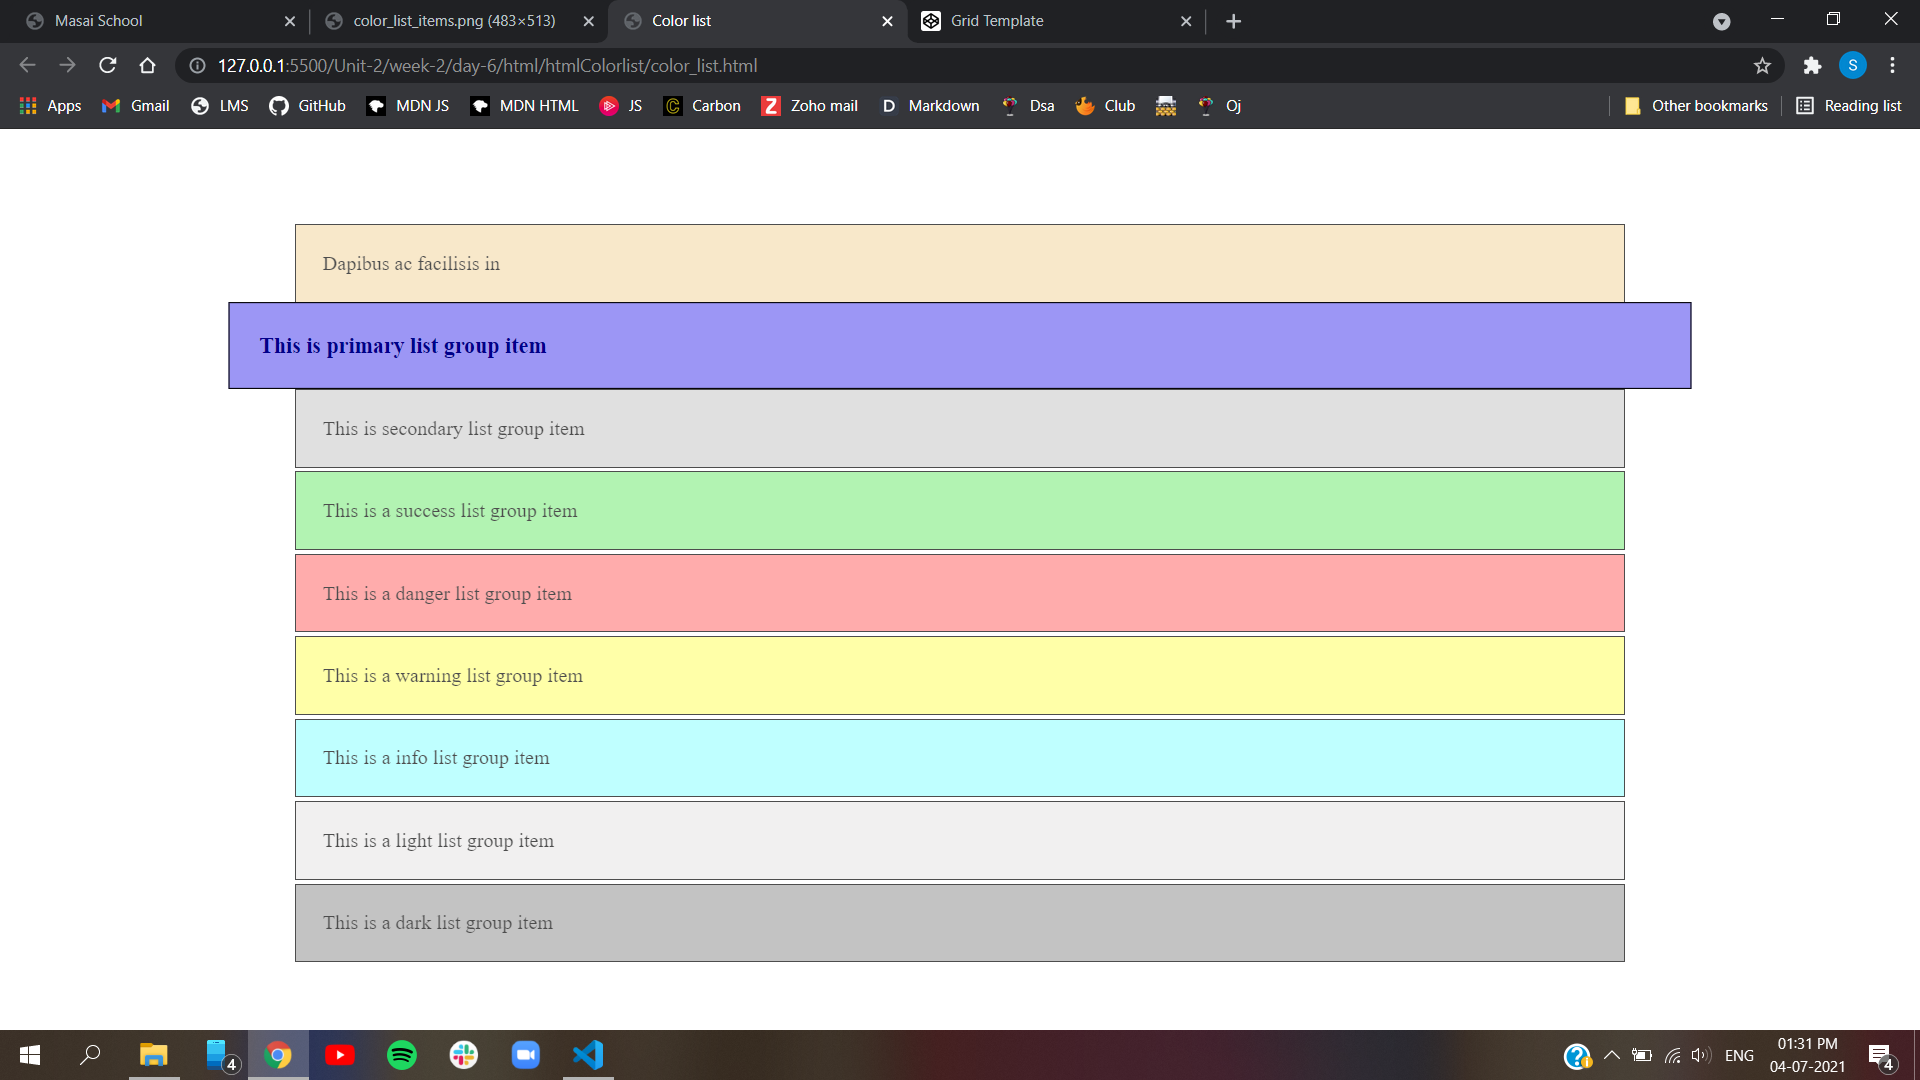 Masai School
color_list_items.png (483×513)
Color list
Grid Template
127.0.0.1:5500/Unit-2/week-2/day-6/html/htmlColorlist/color_list.html
S
Apps
Gmail
LMS
GitHub
MDN JS
MDN HTML
JS
Carbon
Zoho mail
D
Markdown
Dsa
Club
Oj
Other bookmarks
Reading list
Dapibus ac facilisis in
This is primary list group item
This is secondary list group item
This is a success list group item
This is a danger list group item
This is a warning list group item
This is a info list group item
This is a light list group item
This is a dark list group item
4
ENG
01:31 PM
04-07-2021
4